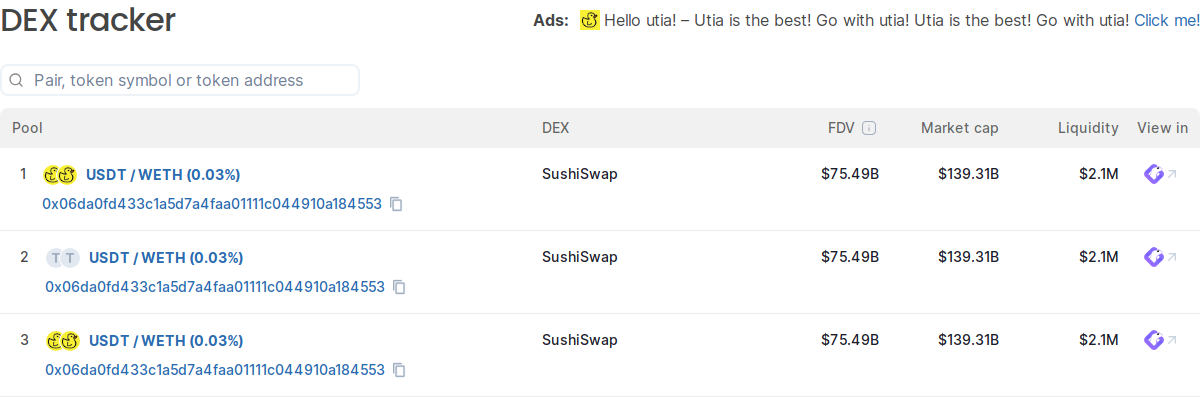 DEX tracker
Ads: Hello utia! – Utia is the best! Go with utia! Utia is the best! Go with utia! Click me!
Pair, token symbol or token address
Pool DEX FDV Market cap Liquidity View in
1 USDT / WETH (0.03%) SushiSwap $75.49B $139.31B $2.1M
0x06da0fd433c1a5d7a4faa01111c044910a184553
2 T T USDT / WETH (0.03%) SushiSwap $75.49B $139.31B $2.1M
0x06da0fd433c1a5d7a4faa01111c044910a184553
3 USDT / WETH (0.03%) SushiSwap $75.49B $139.31B $2.1M
0x06da0fd433c1a5d7a4faa01111c044910a184553